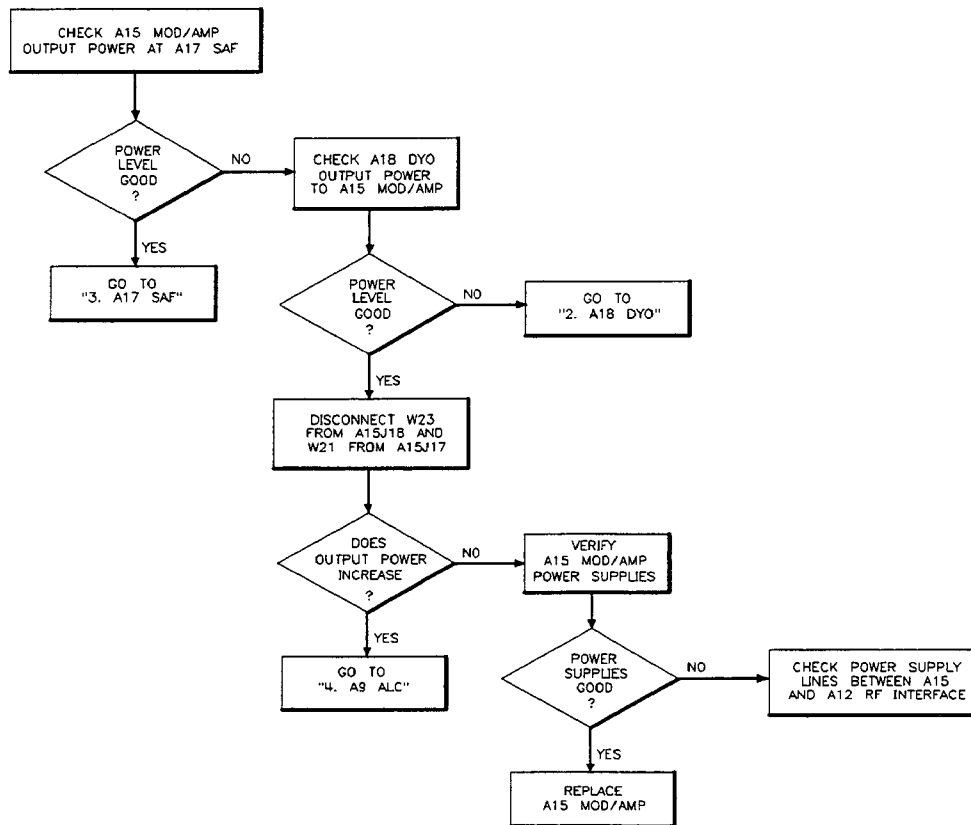 CHECK A15 MOD/AMP
OUTPUT POWER AT A17 SAF
POWER
LEVEL
GOOD
?
NO
YES
GO TO
"3. A17 SAF"
CHECK A18 DYO
OUTPUT POWER
TO A15 MOD/AMP
POWER
LEVEL
GOOD
?
NO
GO TO
"2. A18 DYO"
YES
DISCONNECT W23
FROM A15J18 AND
W21 FROM A15J17
DOES
OUTPUT POWER
INCREASE
?
NO
YES
GO TO
"4. A9 ALC"
VERIFY
A15 MOD/AMP
POWER SUPPLIES
POWER
SUPPLIES
GOOD
?
NO
CHECK POWER SUPPLY
LINES BETWEEN A15
AND A12 RF INTERFACE
YES
REPLACE
A15 MOD/AMP